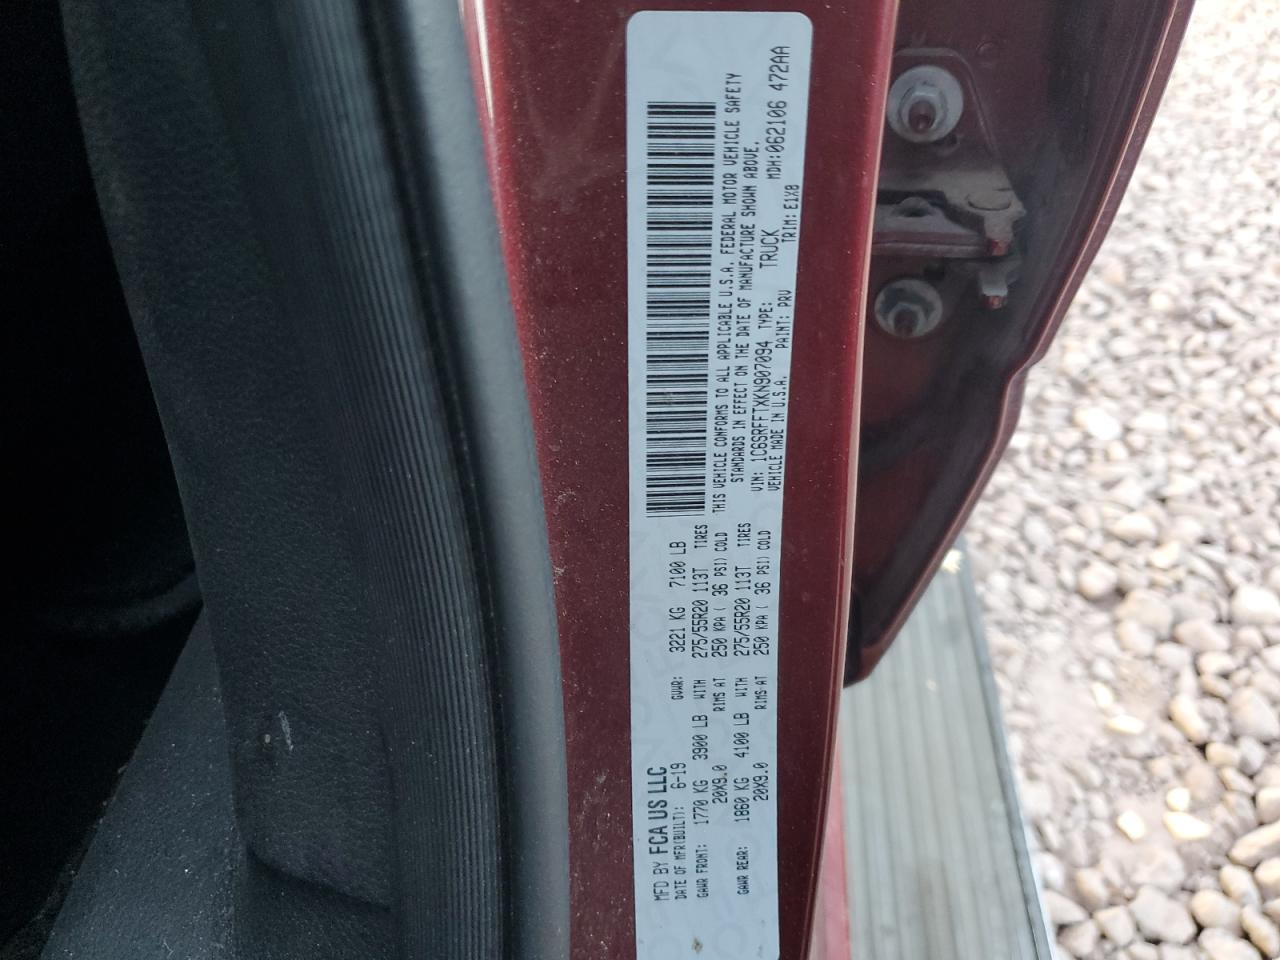 MFD BY FCA US LLC
DATE OF MFR(BUILT): 6-19 GVWR: 3221 KG 7100 LB
GAWR FRONT: 1770 KG 3900 LB WITH 275/55R20 113T TIRES
20X9.0 RIMS AT 250 KPA ( 36 PSI) COLD
GAWR REAR: 1860 KG 4100 LB WITH 275/55R20 113T TIRES
20X9.0 RIMS AT 250 KPA ( 36 PSI) COLD
THIS VEHICLE CONFORMS TO ALL APPLICABLE U.S.A. FEDERAL MOTOR VEHICLE SAFETY
STANDARDS IN EFFECT ON THE DATE OF MANUFACTURE SHOWN ABOVE.
VIN: 1C6SRFFTXKN907094 TYPE: TRUCK MDH:062106 472AA
VEHICLE MADE IN U.S.A. PAINT: PRV TRIM: E1X8